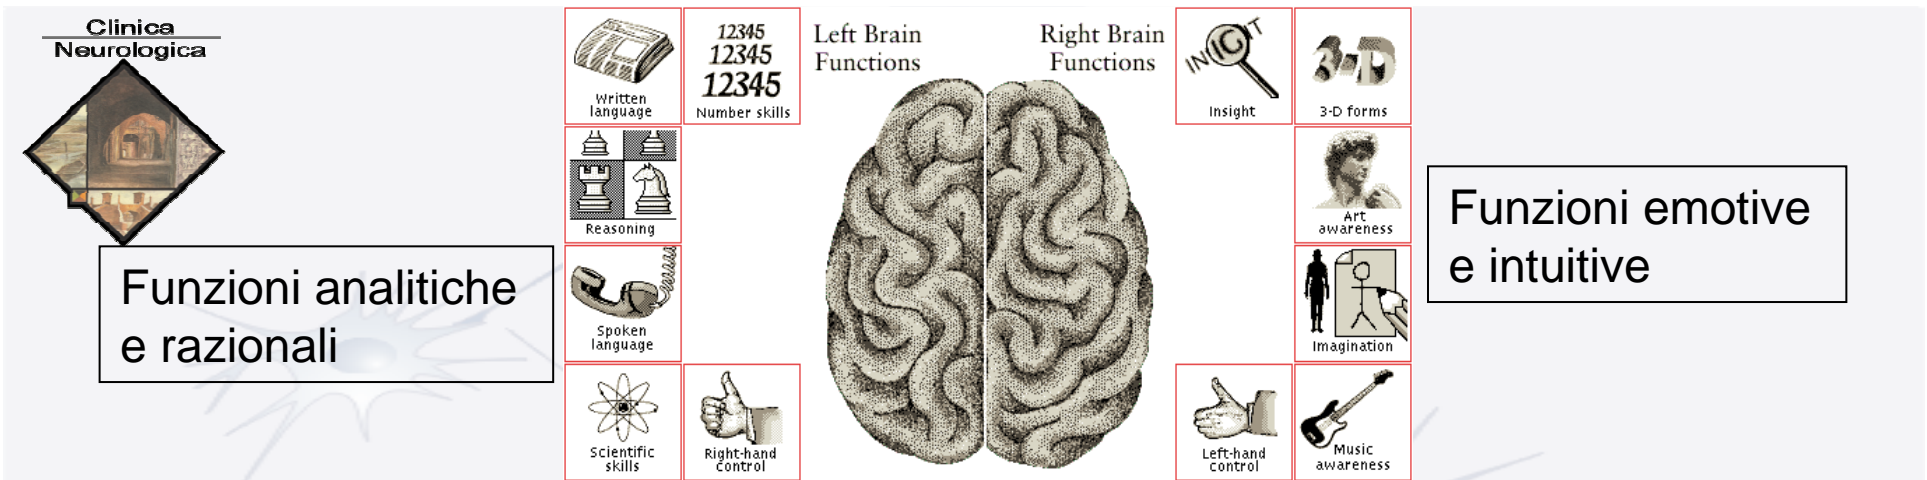 Clinica
Neurologica
Funzioni analitiche
e razionali
Written
language
12345
12345
12345
Number skills
Reasoning
Spoken
language
Scientific
skills
Right-hand
control
Left Brain
Functions
Right Brain
Functions
INIGIT
Insight
3-D
3-D forms
Art
awareness
Imagination
Left-hand
control
Music
awareness
Funzioni emotive
e intuitive